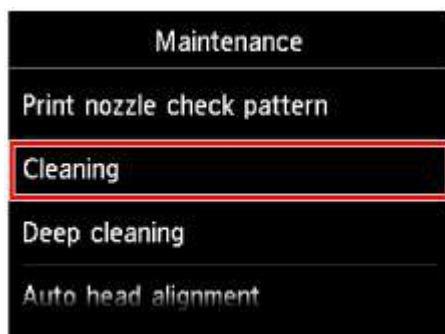 Maintenance
Print nozzle check pattern
Cleaning
Deep cleaning
Auto head alignment